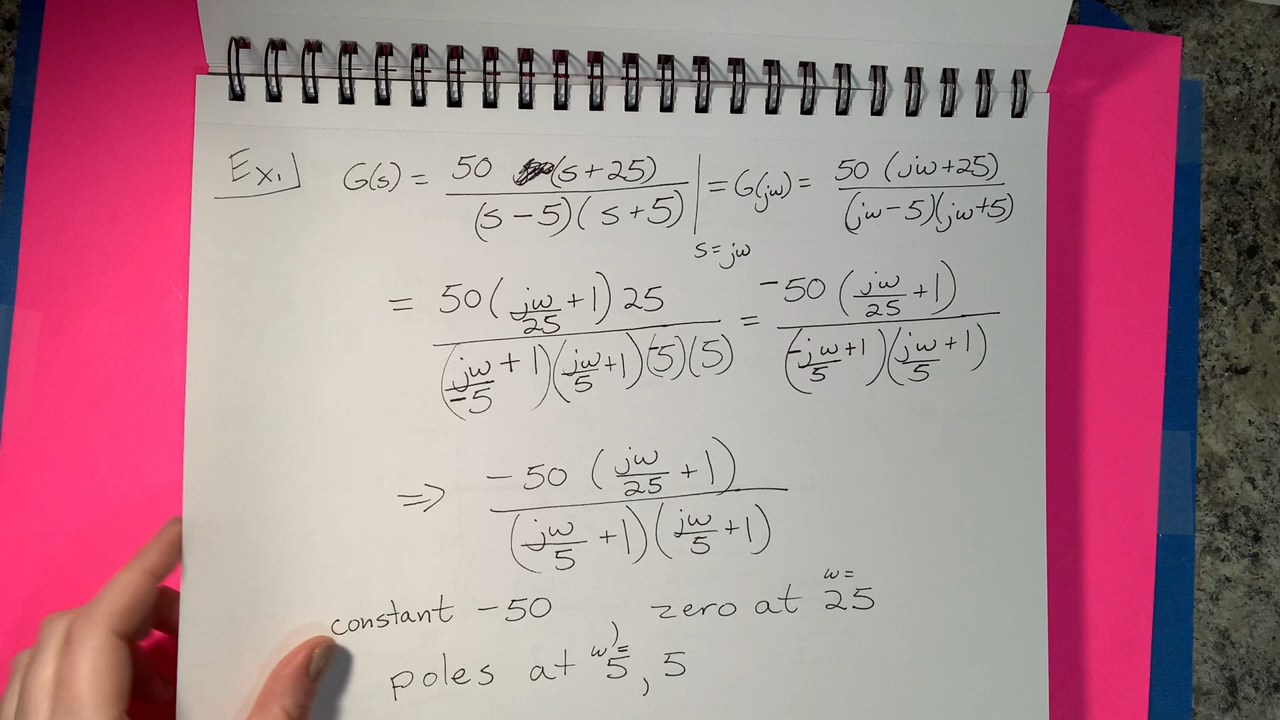 Ex. 1 G(s) = 50 (s+25) / (s-5)(s+5) | s=jω = G(jω) = 50 (jω+25) / (jω-5)(jω+5)
= 50(jω/25 +1) 25 / (jω/-5 + 1)(jω/5 +1)(-5)(5) = -50 (jω/25 +1) / (-jω/5 +1)(jω/5 +1)
=> -50 (jω/25 +1) / (jω/5 +1)(jω/5 +1)
constant -50 , zero at ω= 25
poles at ω= 5, 5